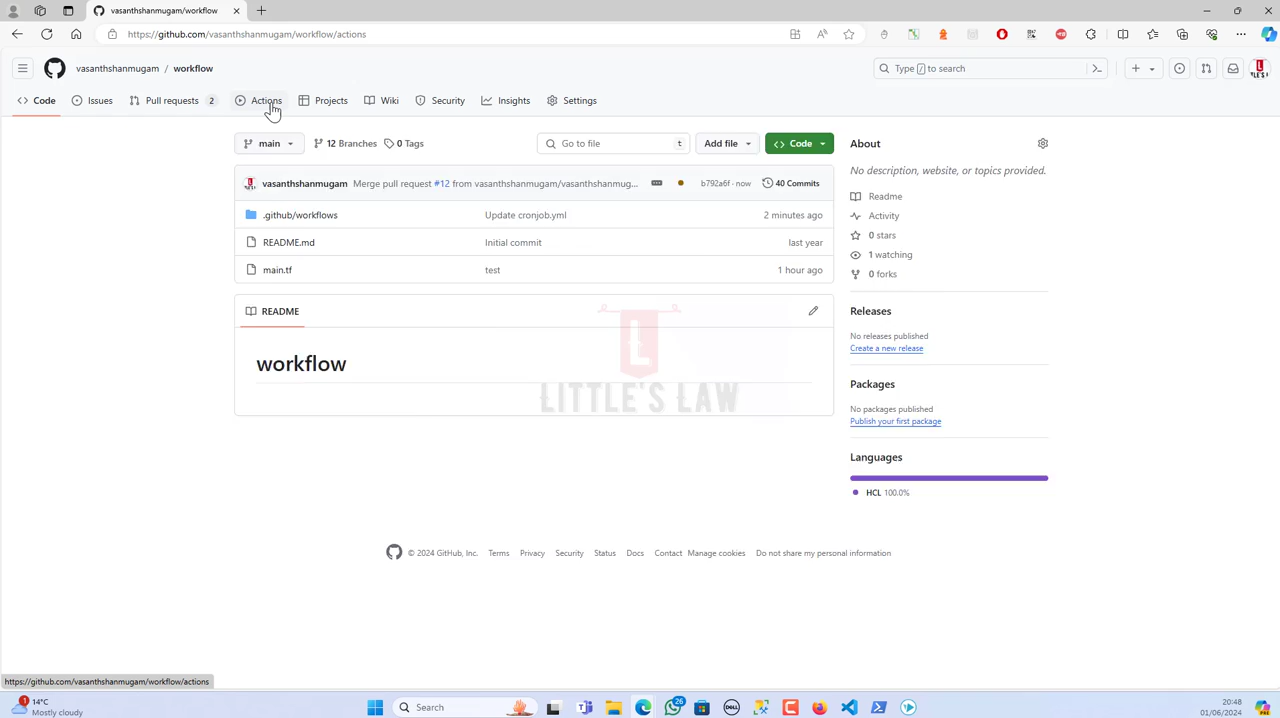 vasanthshanmugam/workflow
https://github.com/vasanthshanmugam/workflow/actions
vasanthshanmugam / workflow
Type / to search
Code Issues Pull requests 2 Actions Projects Wiki Security Insights Settings
main 12 Branches 0 Tags Go to file t Add file Code
vasanthshanmugam Merge pull request #12 from vasanthshanmugam/vasanthshanmug... b792a6f · now 40 Commits
.github/workflows Update cronjob.yml 2 minutes ago
README.md Initial commit last year
main.tf test 1 hour ago
README
workflow
LITTLE'S LAW
About
No description, website, or topics provided.
Readme
Activity
0 stars
1 watching
0 forks
Releases
No releases published
Create a new release
Packages
No packages published
Publish your first package
Languages
HCL 100.0%
© 2024 GitHub, Inc. Terms Privacy Security Status Docs Contact Manage cookies Do not share my personal information
https://github.com/vasanthshanmugam/workflow/actions
1 14°C
Mostly cloudy
Search
26
DELL
20:48
01/06/2024